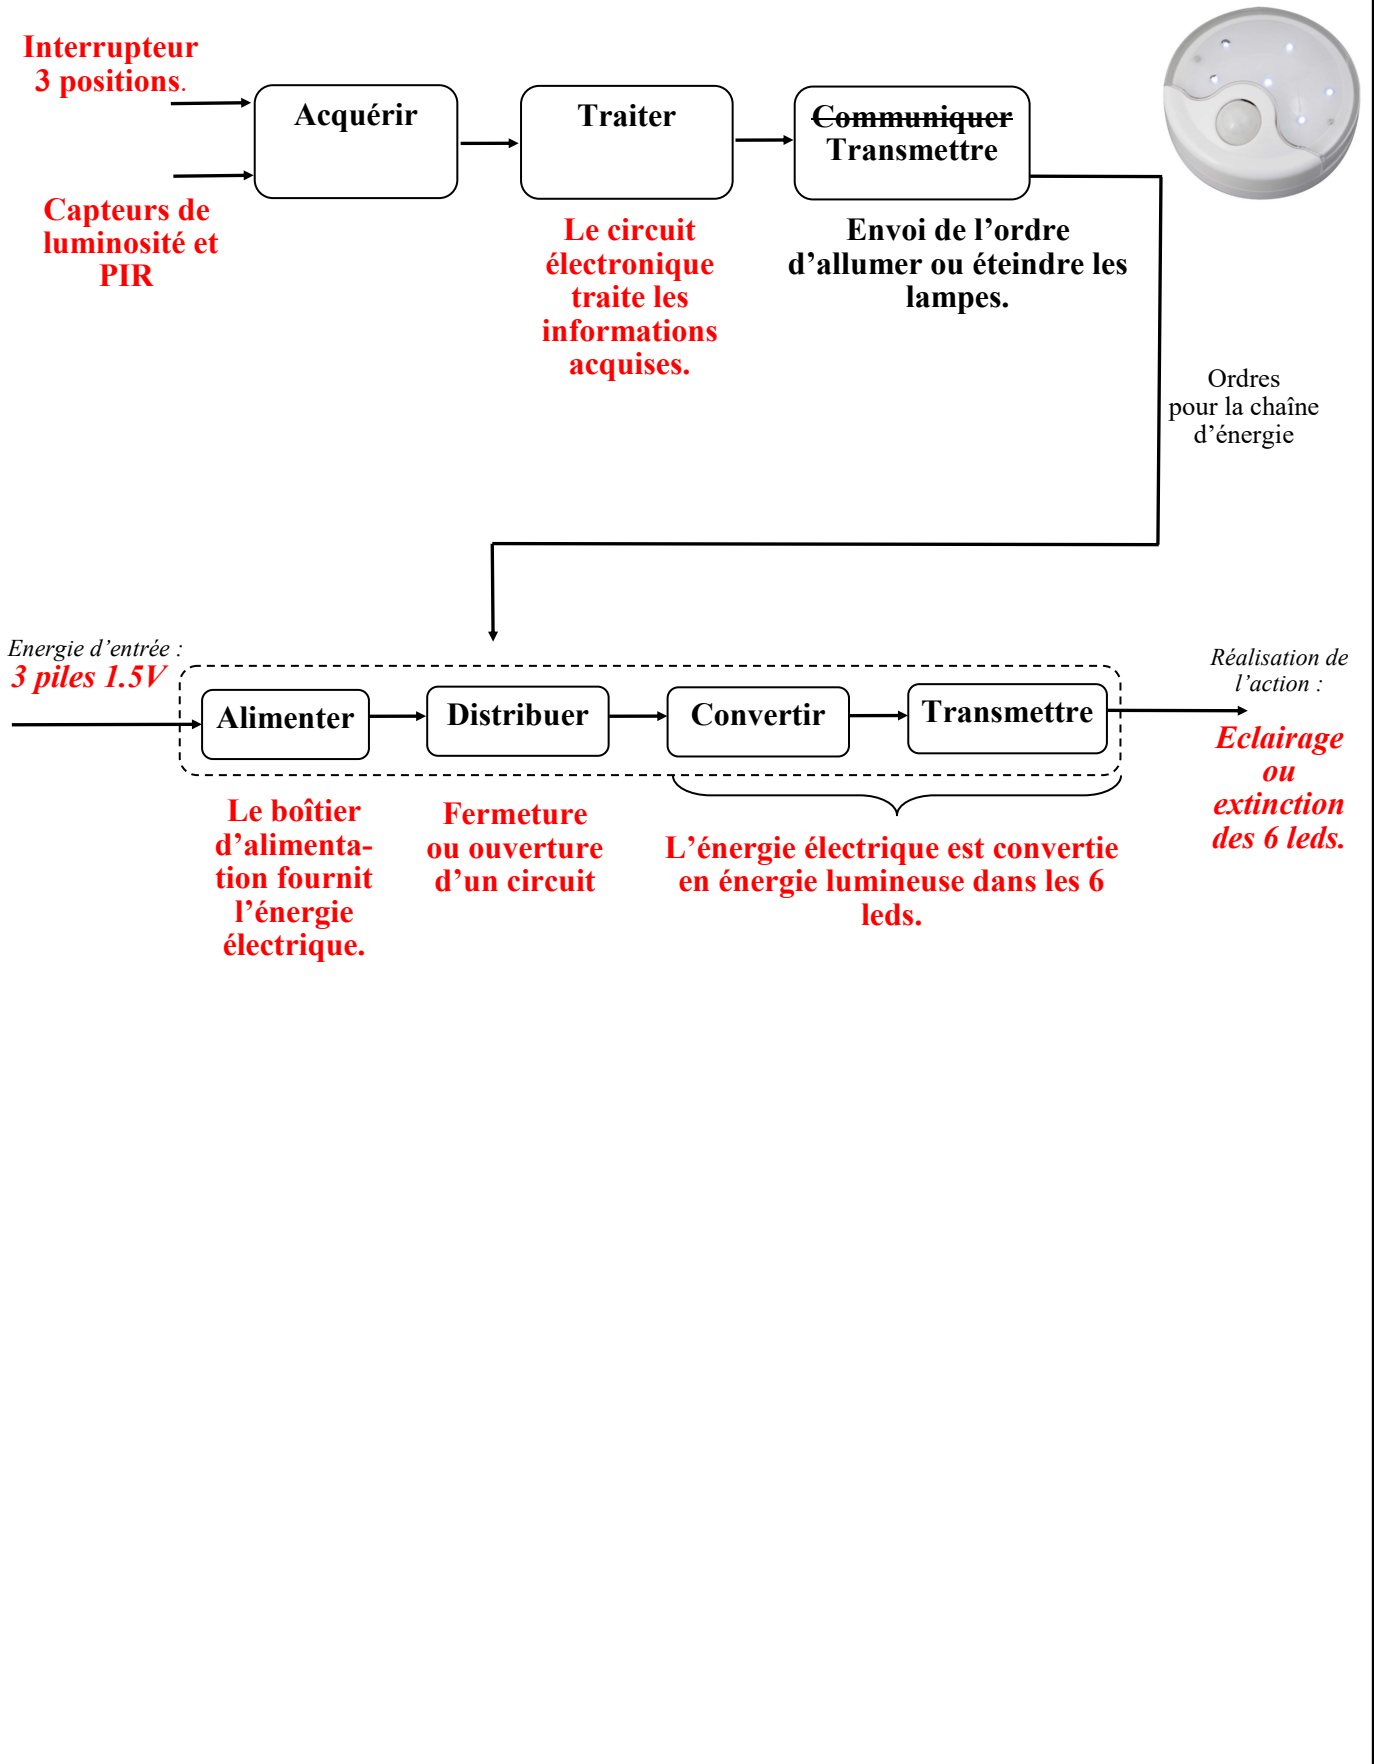 Interrupteur
3 positions.
Acquérir
Traiter
Communiquer
Transmettre
Capteurs de
luminosité et
PIR
Le circuit
électronique
traite les
informations
acquises.
Envoi de l’ordre
d’allumer ou éteindre les
lampes.
Ordres
pour la chaîne
d’énergie
Energie d’entrée :
3 piles 1.5V
Alimenter
Distribuer
Convertir
Transmettre
Réalisation de
l’action :
Eclairage
ou
extinction
des 6 leds.
Le boîtier
d’alimenta-
tion fournit
l’énergie
électrique.
Fermeture
ou ouverture
d’un circuit
L’énergie électrique est convertie
en énergie lumineuse dans les 6
leds.